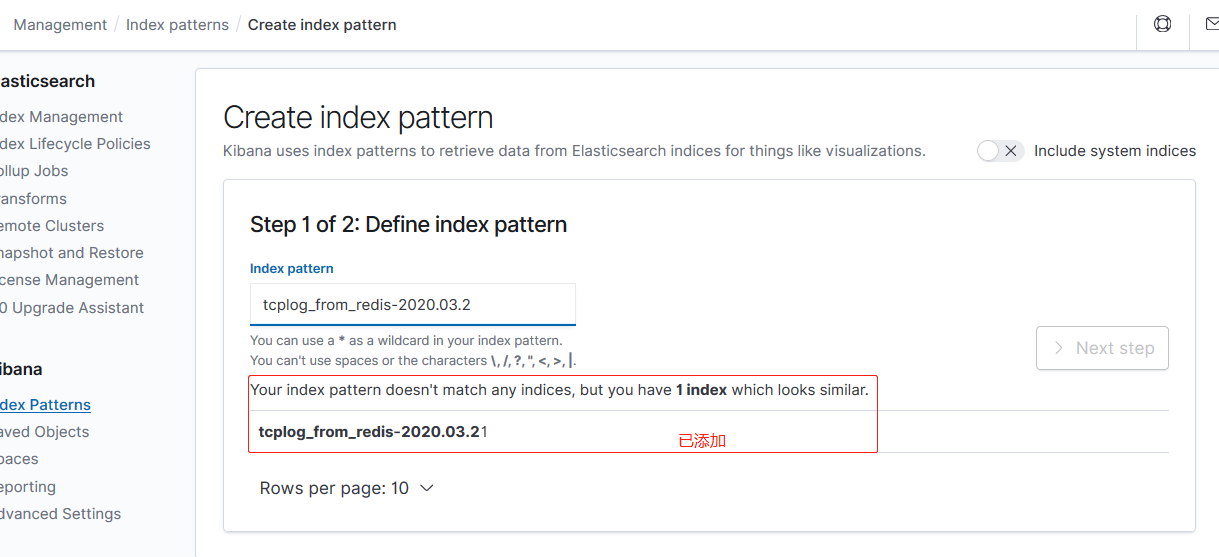 Management / Index patterns / Create index pattern
asticsearch
dex Management
dex Lifecycle Policies
ollup Jobs
ransforms
emote Clusters
napshot and Restore
cense Management
0 Upgrade Assistant
ibana
dex Patterns
aved Objects
paces
eporting
dvanced Settings
Create index pattern
Kibana uses index patterns to retrieve data from Elasticsearch indices for things like visualizations.
Include system indices
Step 1 of 2: Define index pattern
Index pattern
tcplog_from_redis-2020.03.2
You can use a * as a wildcard in your index pattern.
You can't use spaces or the characters \, /, ?, ", <, >, |.
Next step
Your index pattern doesn't match any indices, but you have 1 index which looks similar.
tcplog_from_redis-2020.03.21
已添加
Rows per page: 10